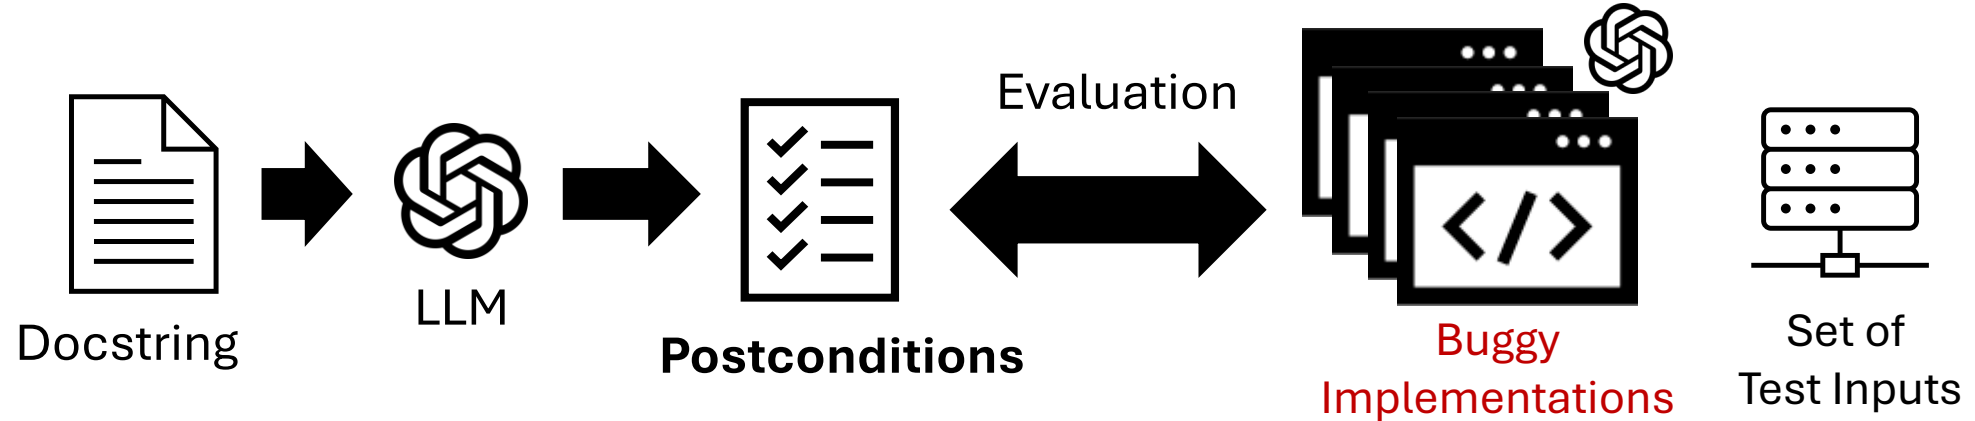 Docstring
LLM
Postconditions
Evaluation
</>
Buggy
Implementations
Set of
Test Inputs